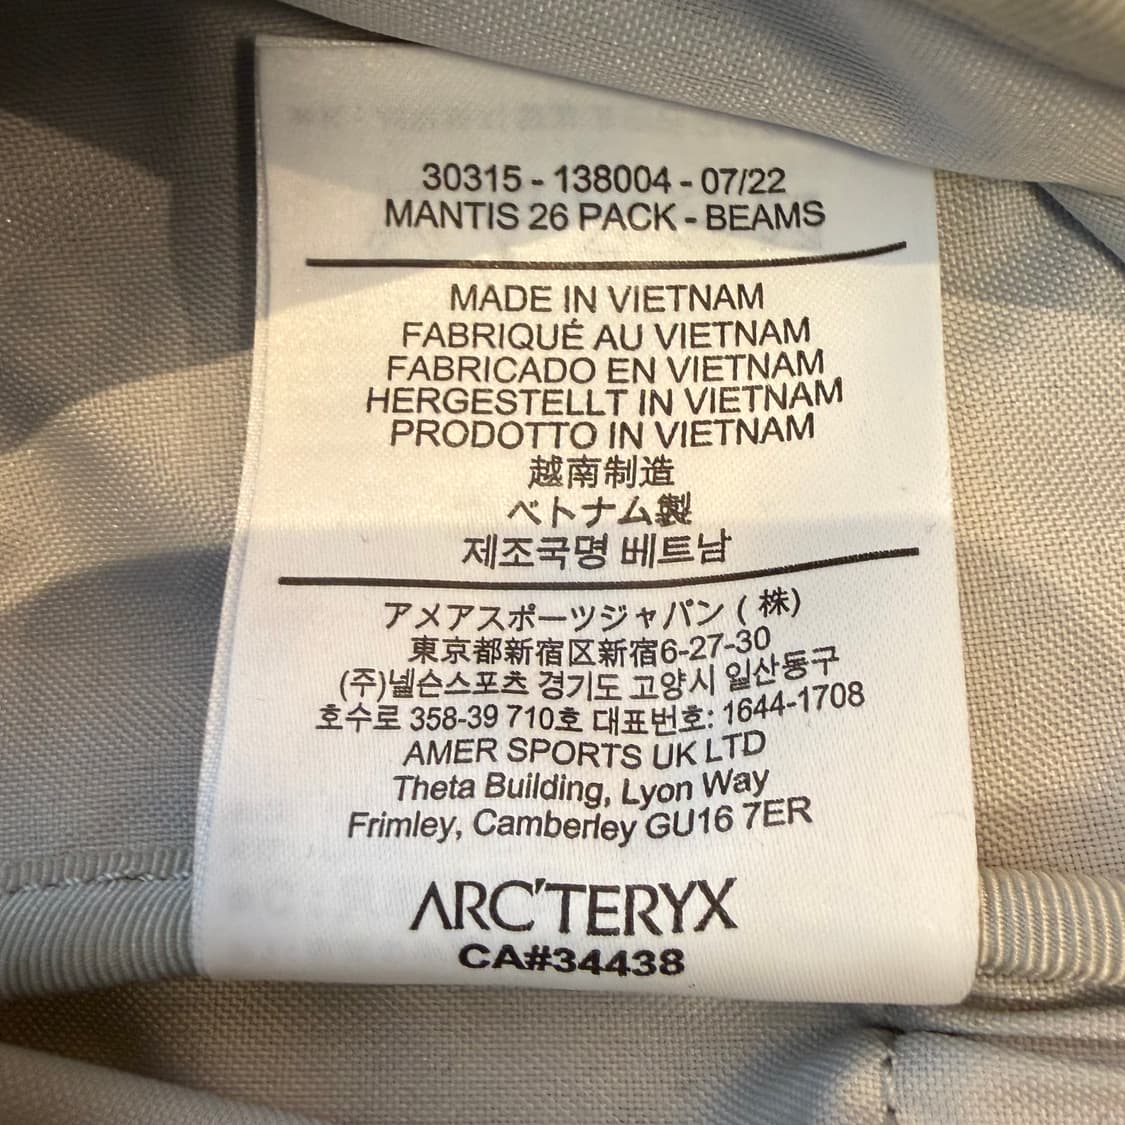 30315 - 138004 - 07/22
MANTIS 26 PACK - BEAMS
MADE IN VIETNAM
FABRIQUÉ AU VIETNAM
FABRICADO EN VIETNAM
HERGESTELLT IN VIETNAM
PRODOTTO IN VIETNAM
越南制造
ベトナム製
제조국명 베트남
アメアスポーツジャパン ( 株)
東京都新宿区新宿6-27-30
(주)넬슨스포츠 경기도 고양시 일산동구
호수로 358-39 710호 대표번호: 1644-1708
AMER SPORTS UK LTD
Theta Building, Lyon Way
Frimley, Camberley GU16 7ER
ARC'TERYX
CA#34438